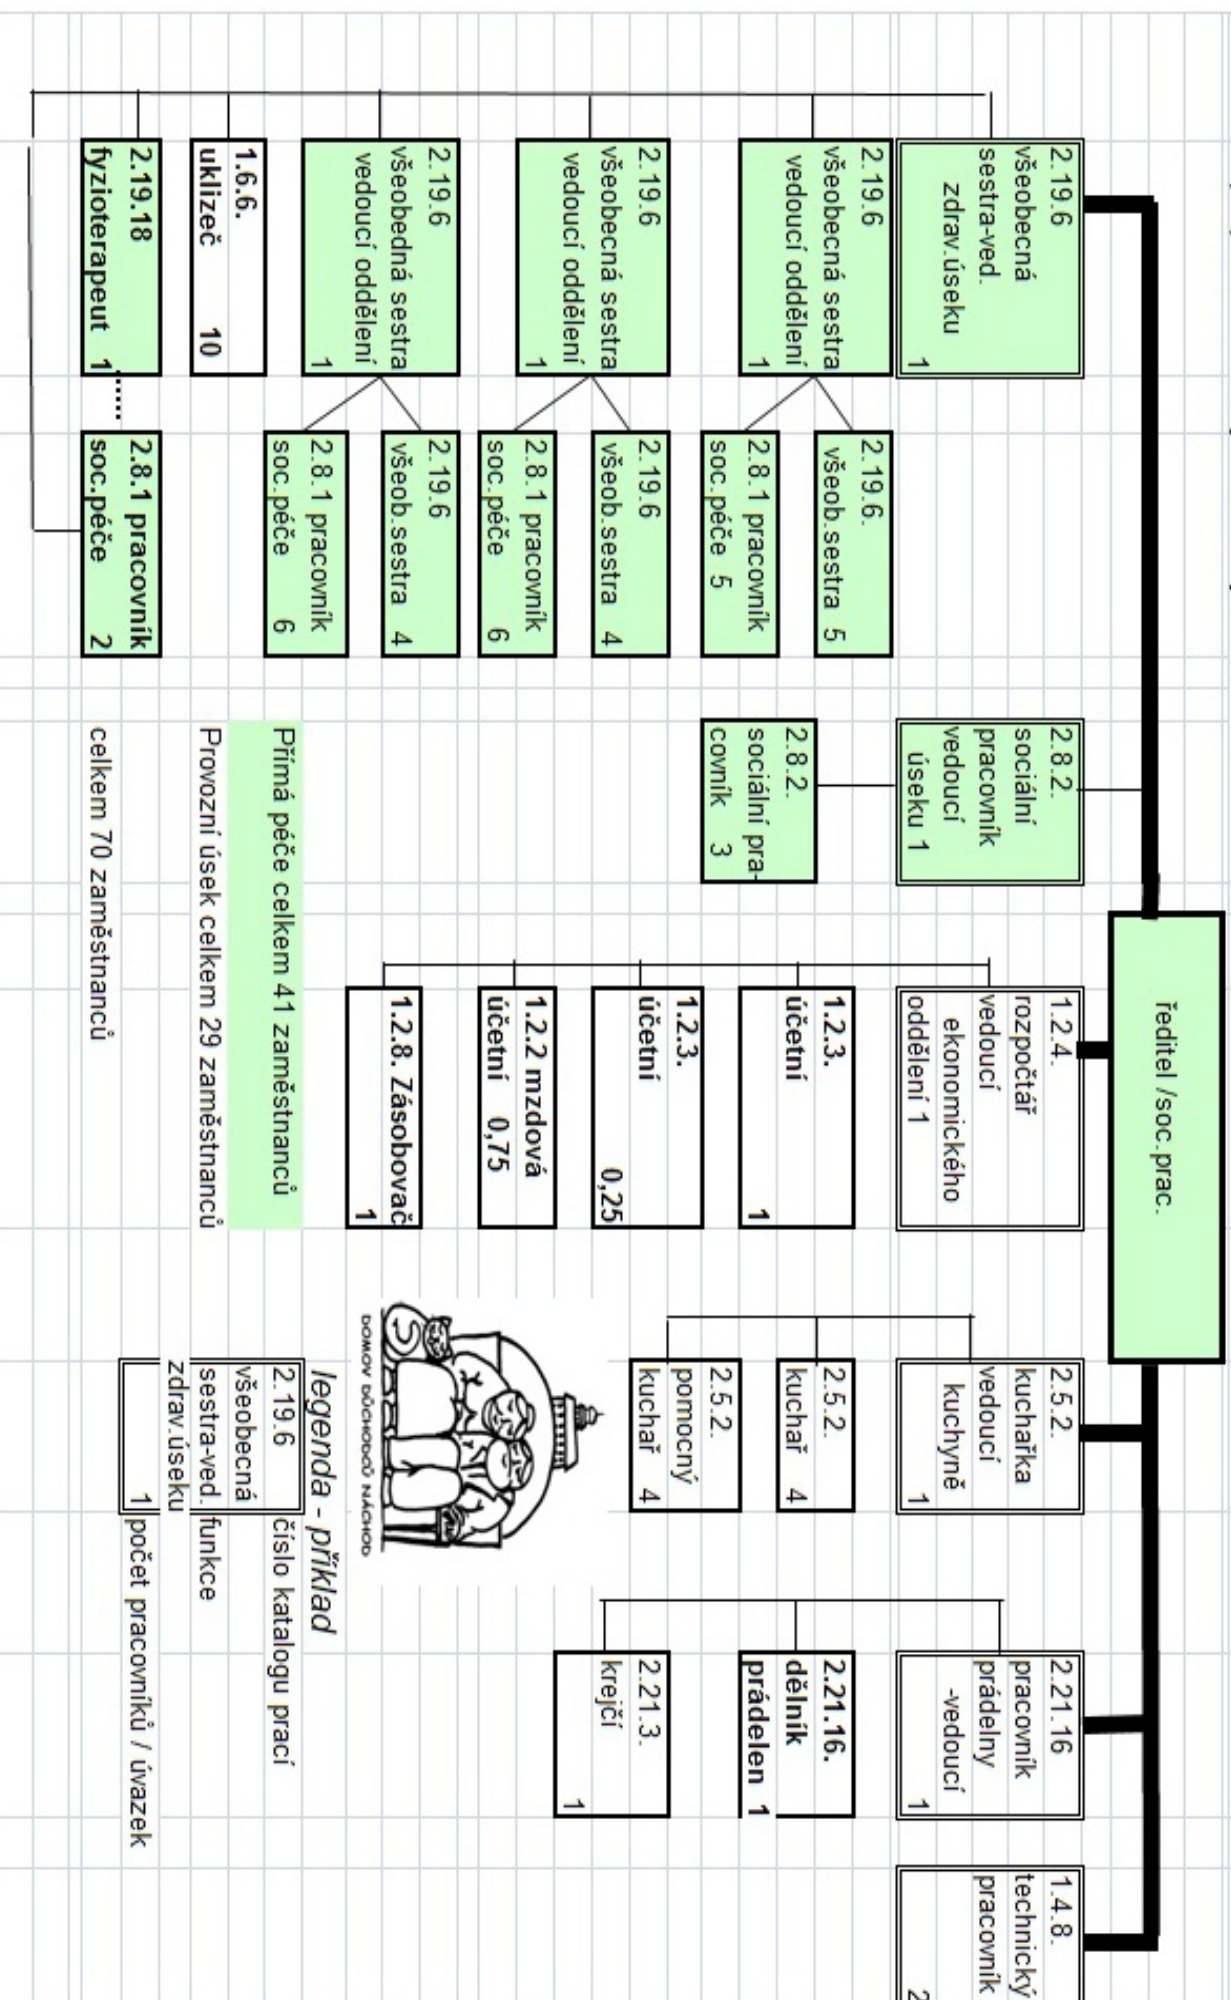 ředitel /soc.prac.
2.19.6
všeobecná
sestra-ved.
zdrav.úseku
1
2.19.6
všeobecná sestra
vedoucí oddělení
1
2.19.6.
všeob.sestra 5
2.8.1 pracovník
soc.péče 5
2.19.6
všeobecná sestra
vedoucí oddělení
1
2.19.6
všeob.sestra 4
2.8.1 pracovník
soc.péče 6
2.19.6
všeobedná sestra
vedoucí oddělení
1
2.19.6
všeob.sestra 4
2.8.1 pracovník
soc.péče 6
1.6.6.
uklizeč 10
2.19.18
fyzioterapeut 1
2.8.1 pracovník
soc.péče 2
2.8.2.
sociální
pracovník
vedoucí
úseku 1
2.8.2.
sociální pra-
covník 3
1.2.4.
rozpočtář
vedoucí
ekonomického
oddělení 1
1.2.3.
účetní
1
1.2.3.
účetní
0,25
1.2.2 mzdová
účetní 0,75
1.2.8. Zásobovač
1
2.5.2.
kuchařka
vedoucí
kuchyně
1
2.5.2.
kuchař 4
2.5.2.
pomocný
kuchař 4
2.21.16
pracovník
prádelny
-vedoucí
1
2.21.16.
dělník
prádelen 1
2.21.3.
krejčí
1
1.4.8.
technický
pracovník
2
Přímá péče celkem 41 zaměstnanců
Provozní úsek celkem 29 zaměstnanců
celkem 70 zaměstnanců
DOMOV DŮCHODCŮ NÁCHOD
legenda - příklad
2.19.6 číslo katalogu prací
všeobecná
sestra-ved. funkce
zdrav.úseku
1 počet pracovníků / úvazek